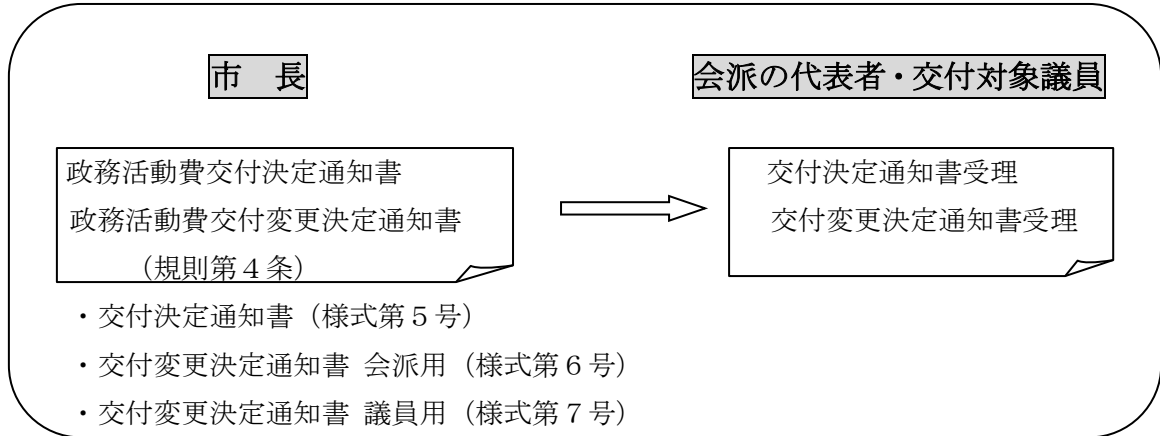 市　長
会派の代表者・交付対象議員
政務活動費交付決定通知書
政務活動費交付変更決定通知書
（規則第４条）
交付決定通知書受理
交付変更決定通知書受理
・交付決定通知書（様式第５号）
・交付変更決定通知書 会派用（様式第６号）
・交付変更決定通知書 議員用（様式第７号）